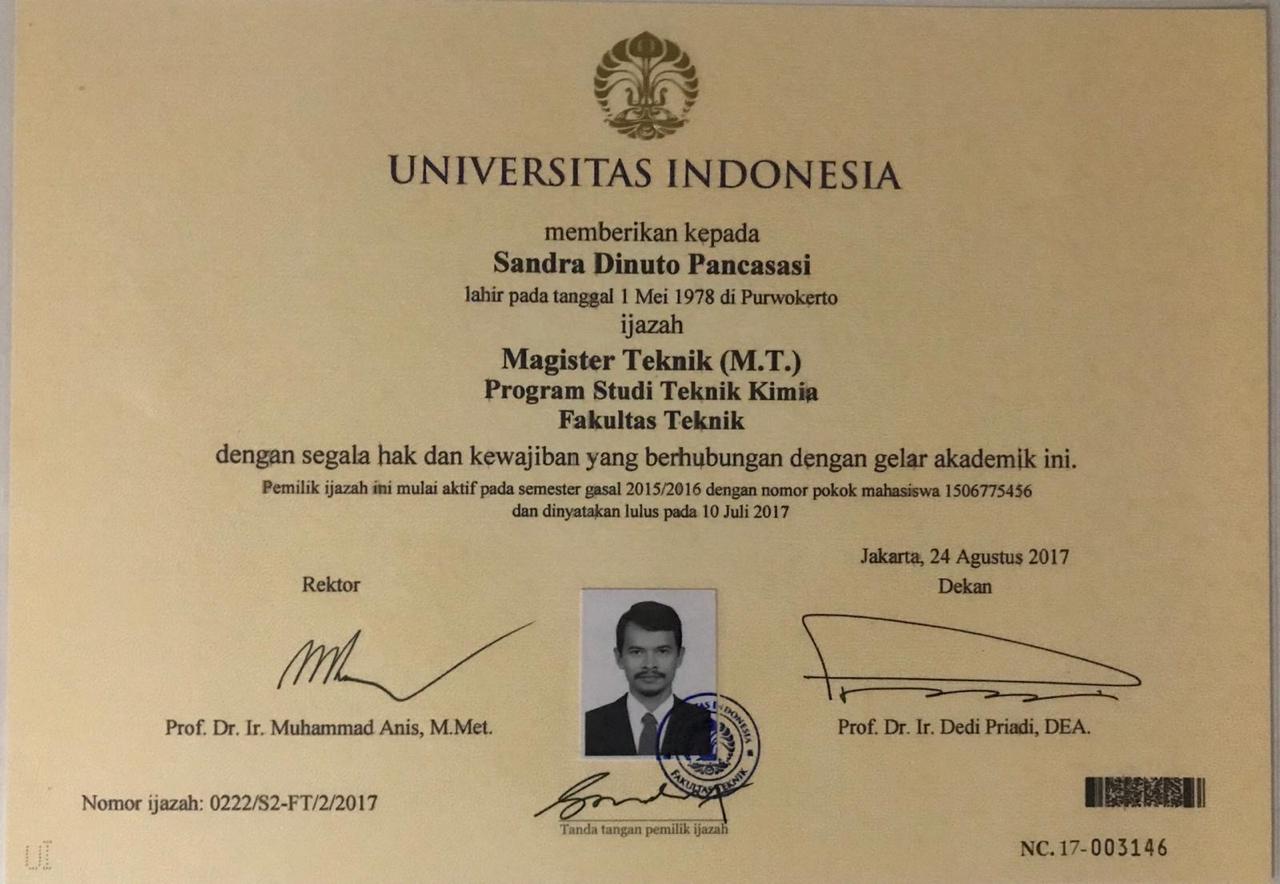 UNIVERSITAS INDONESIA
memberikan kepada
Sandra Dinuto Pancasasi
lahir pada tanggal 1 Mei 1978 di Purwokerto
ijazah
Magister Teknik (M.T.)
Program Studi Teknik Kimia
Fakultas Teknik
dengan segala hak dan kewajiban yang berhubungan dengan gelar akademik ini.
Pemilik ijazah ini mulai aktif pada semester gasal 2015/2016 dengan nomor pokok mahasiswa 1506775456
dan dinyatakan lulus pada 10 Juli 2017
Jakarta, 24 Agustus 2017
Rektor
Dekan
Prof. Dr. Ir. Muhammad Anis, M.Met.
Prof. Dr. Ir. Dedi Priadi, DEA.
INDONESIA
FAKULTAS TEKNIK
Nomor ijazah: 0222/S2-FT/2/2017
Tanda tangan pemilik ijazah
NC. 17-003146
UI